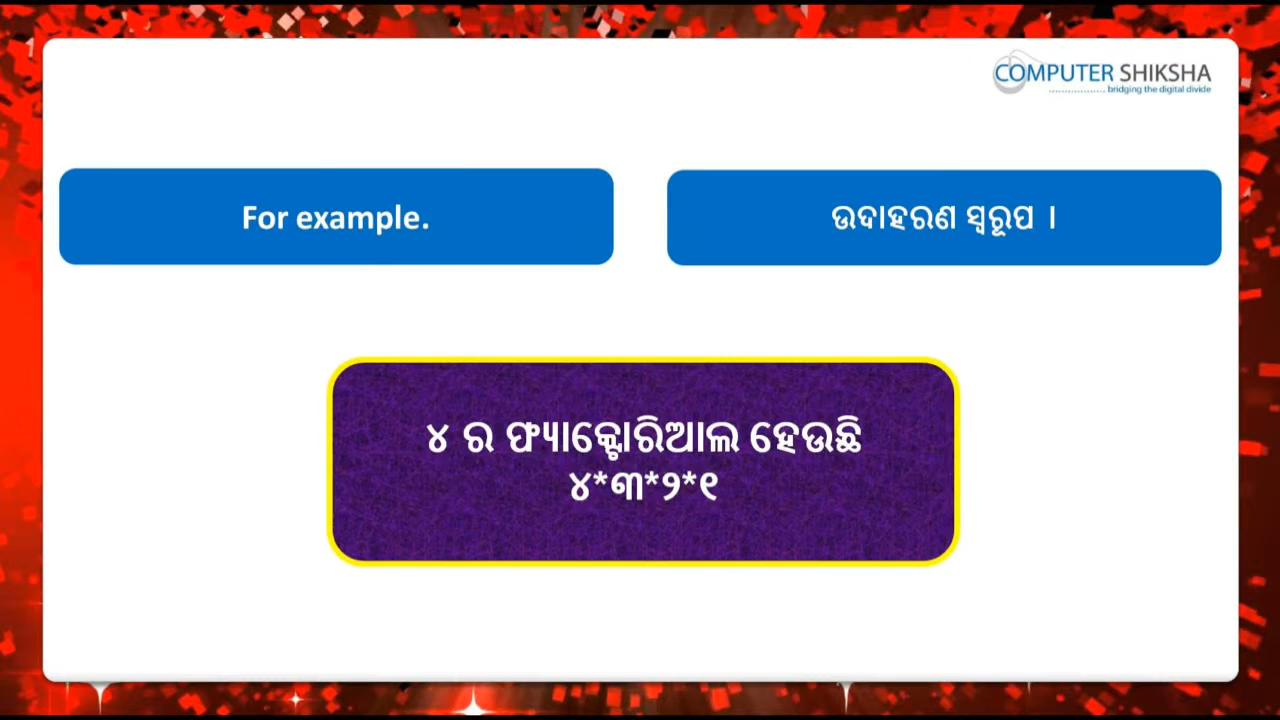 COMPUTER SHIKSHA
bridging the digital divide
For example.
ଉଦାହରଣ ସ୍ୱରୂପ ।
୪ ର ଫ୍ୟାକ୍ଟୋରିଆଲ ହେଉଛି
୪*୩*୨*୧